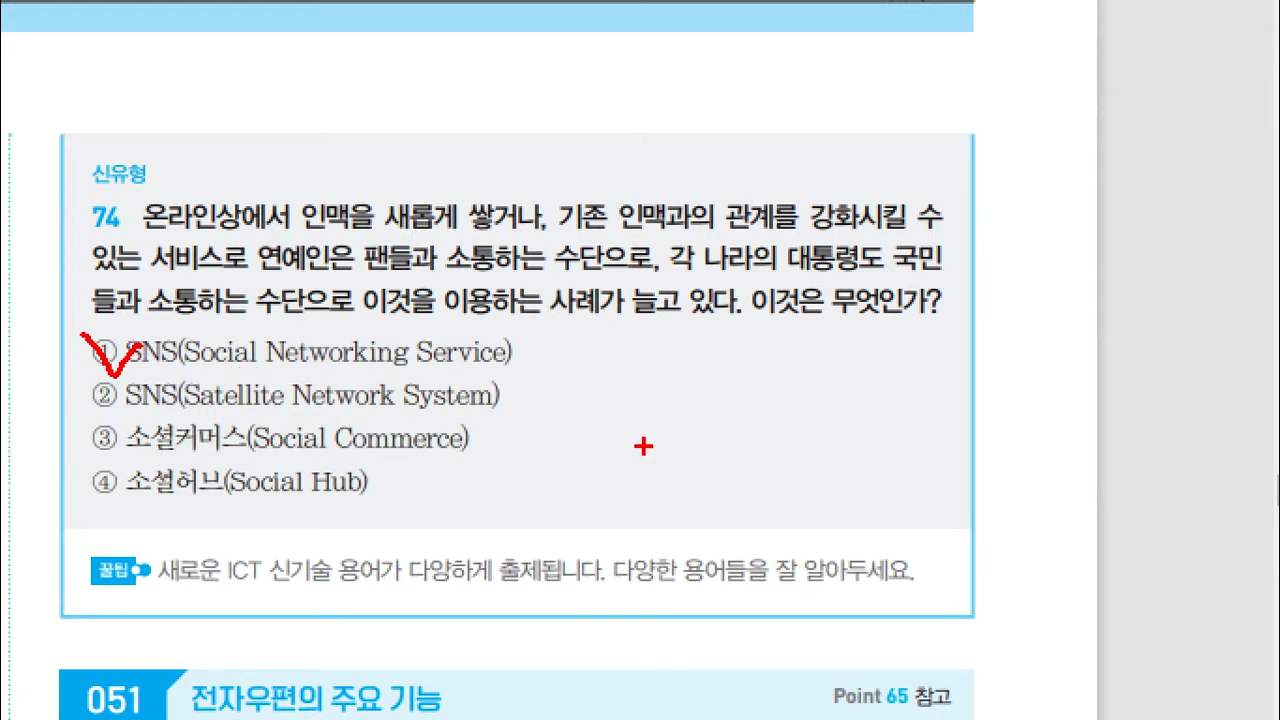 신유형
74 온라인상에서 인맥을 새롭게 쌓거나, 기존 인맥과의 관계를 강화시킬 수
있는 서비스로 연예인은 팬들과 소통하는 수단으로, 각 나라의 대통령도 국민
들과 소통하는 수단으로 이것을 이용하는 사례가 늘고 있다. 이것은 무엇인가?
① SNS(Social Networking Service)
② SNS(Satellite Network System)
③ 소셜커머스(Social Commerce)
④ 소셜허브(Social Hub)
꿀팁 새로운 ICT 신기술 용어가 다양하게 출제됩니다. 다양한 용어들을 잘 알아두세요.
051 전자우편의 주요 기능 Point 65 참고